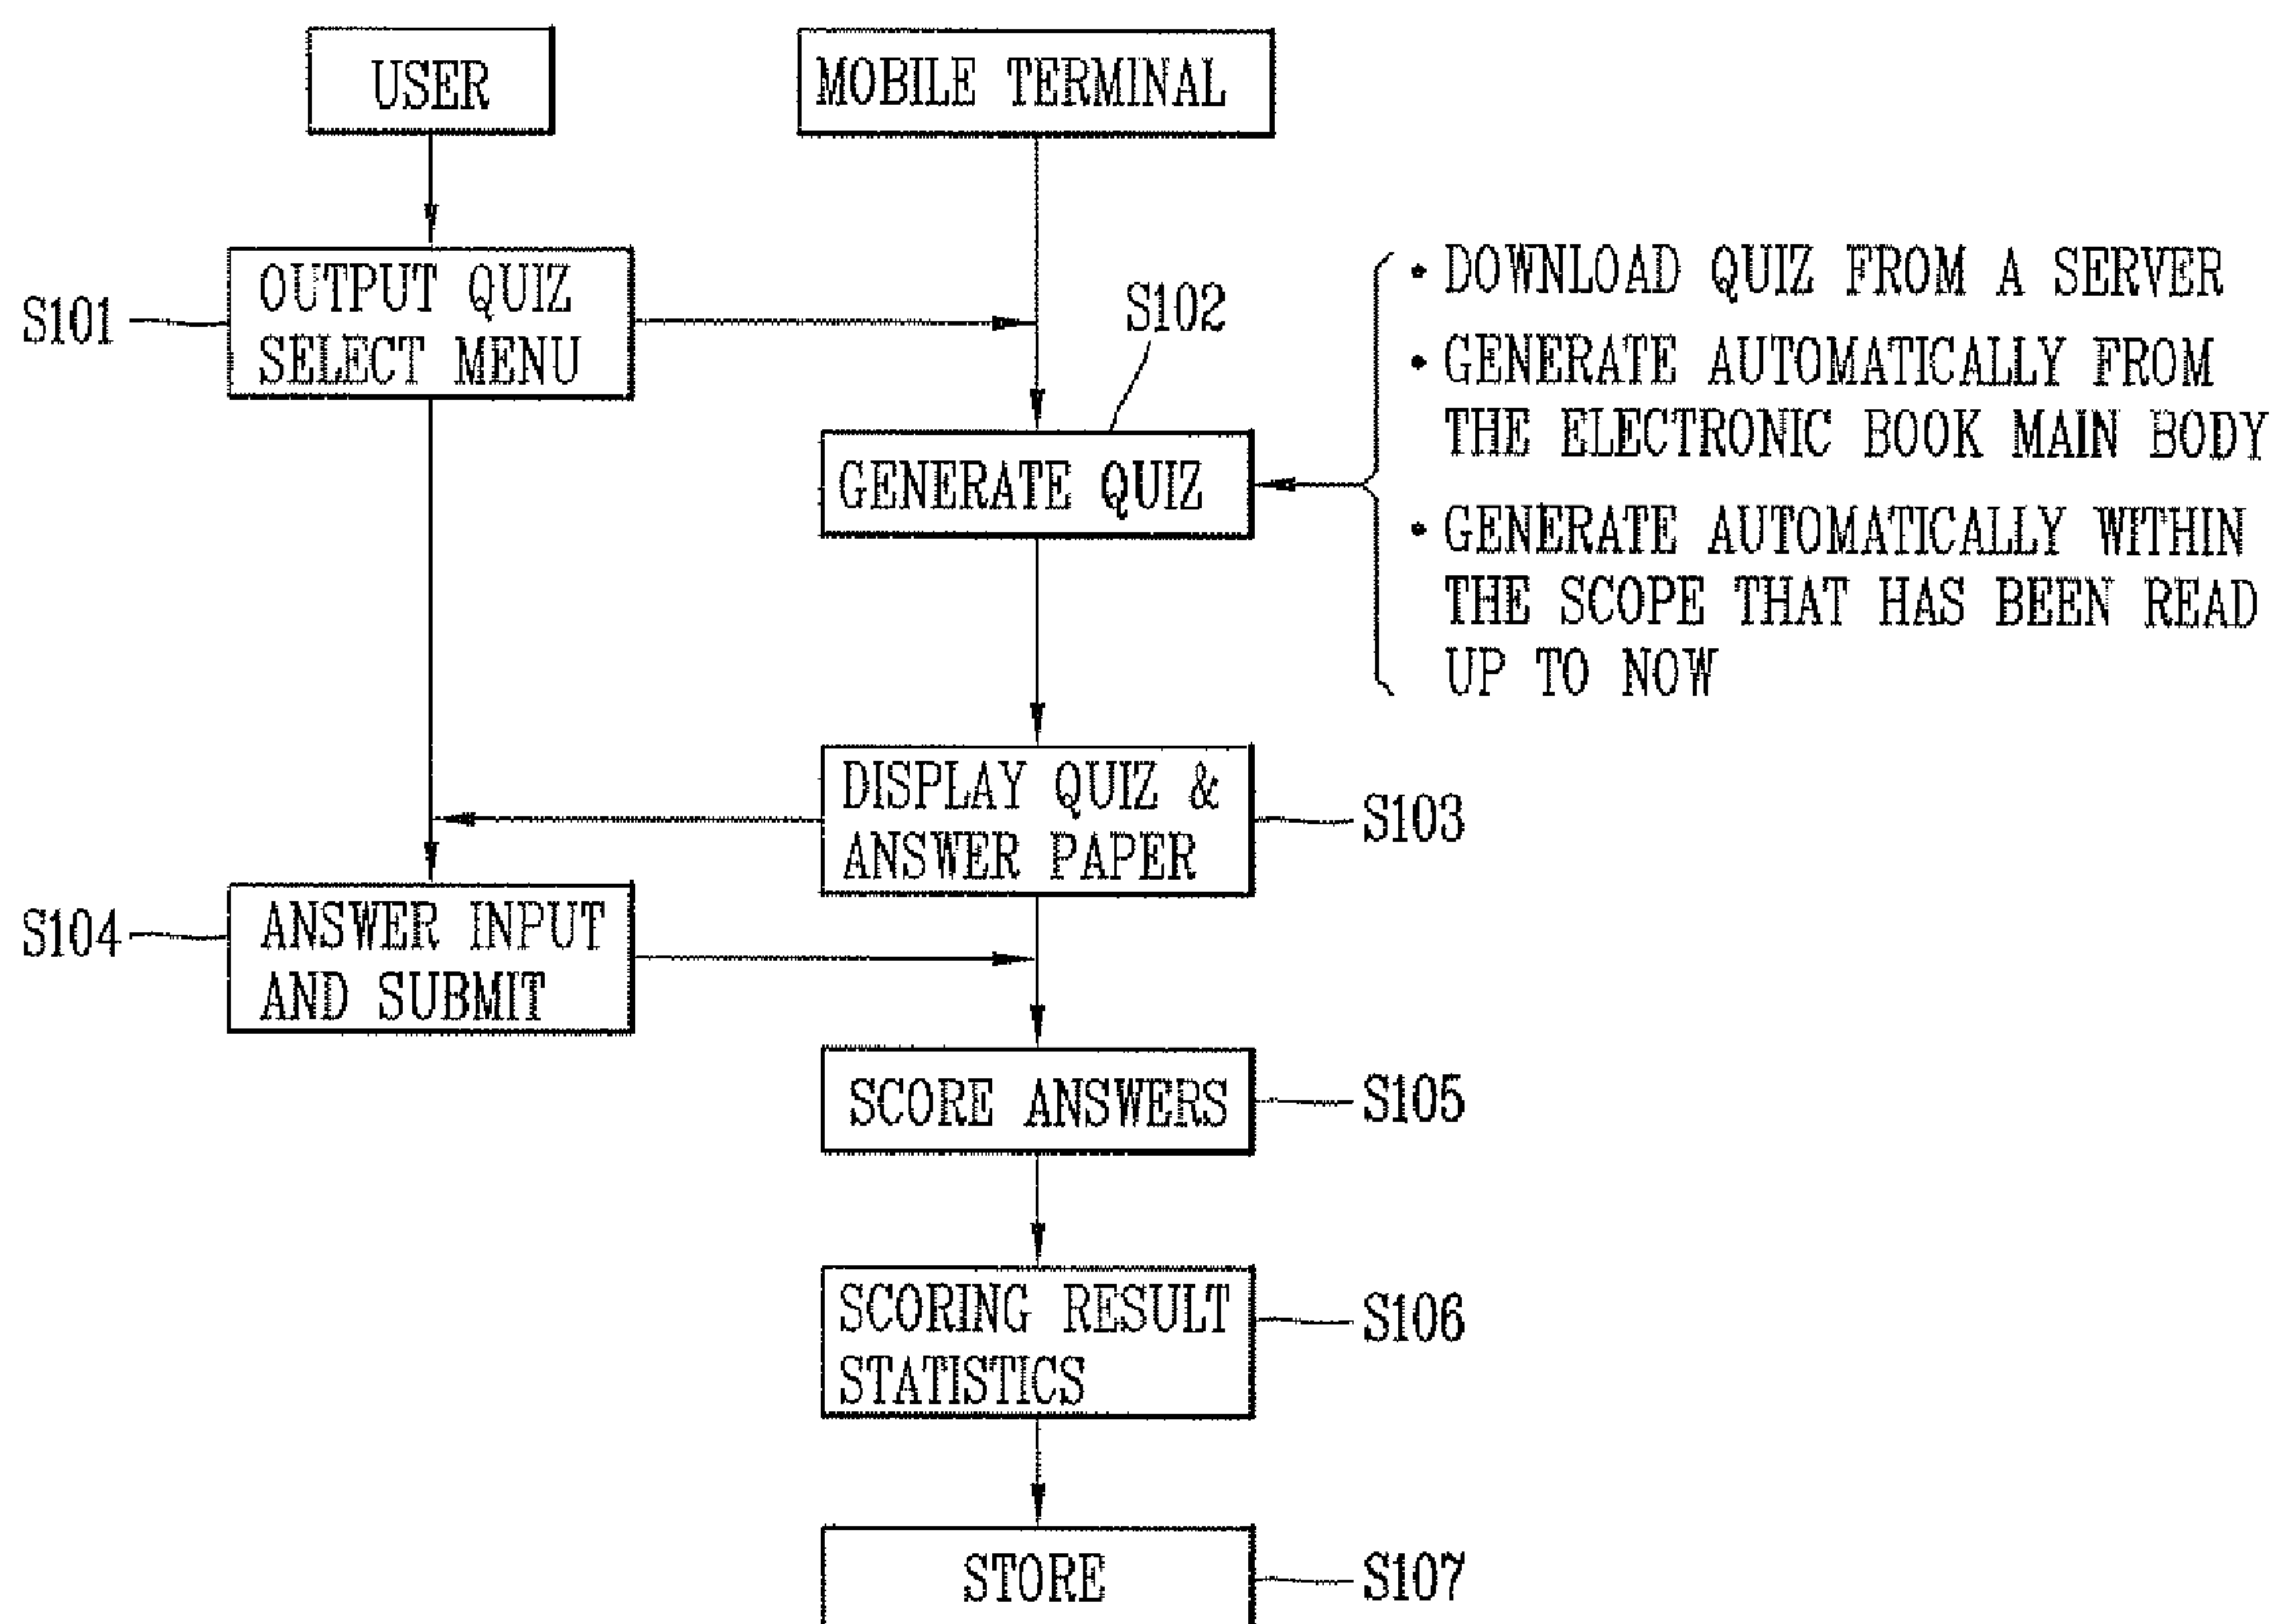 USER
MOBILE TERMINAL
S101
OUTPUT QUIZ
SELECT MENU
S102
GENERATE QUIZ
• DOWNLOAD QUIZ FROM A SERVER
• GENERATE AUTOMATICALLY FROM
THE ELECTRONIC BOOK MAIN BODY
• GENERATE AUTOMATICALLY WITHIN
THE SCOPE THAT HAS BEEN READ
UP TO NOW
DISPLAY QUIZ &
ANSWER PAPER
S103
S104
ANSWER INPUT
AND SUBMIT
SCORE ANSWERS
S105
SCORING RESULT
STATISTICS
S106
STORE
S107